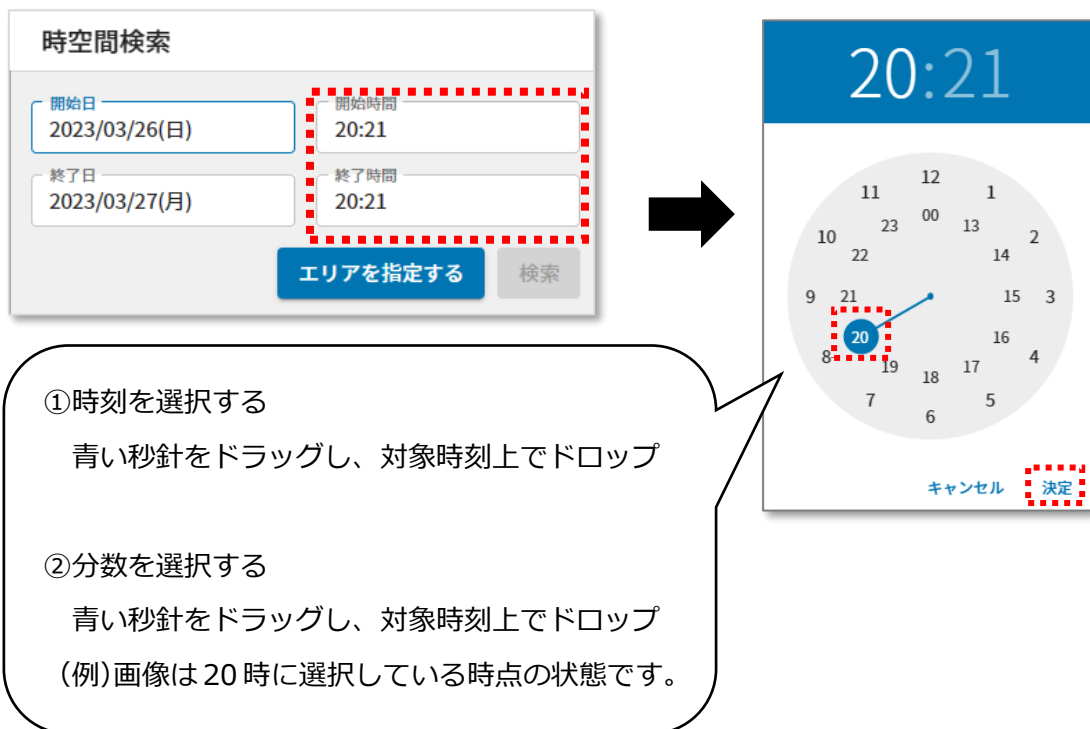 時空間検索
開始日
2023/03/26(日)
開始時間
20:21
終了日
2023/03/27(月)
終了時間
20:21
エリアを指定する
検索
20:21
12
11
1
00
23
13
10
2
22
14
9
21
15
3
20
16
8
4
19
17
18
7
5
6
キャンセル
決定
①時刻を選択する
青い秒針をドラッグし、対象時刻上でドロップ
②分数を選択する
青い秒針をドラッグし、対象時刻上でドロップ
（例）画像は20時に選択している時点の状態です。